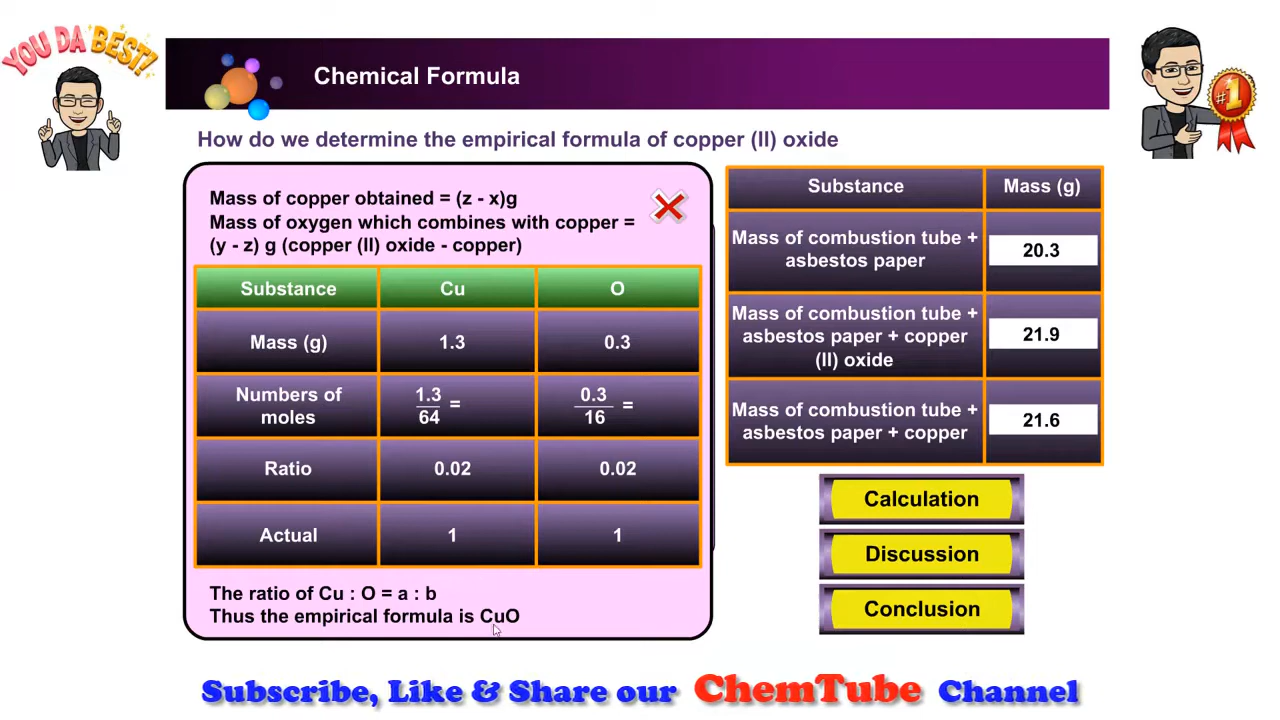 YOU DA BEST!
Chemical Formula
#1
How do we determine the empirical formula of copper (II) oxide
Mass of copper obtained = (z - x)g
Mass of oxygen which combines with copper =
(y - z) g (copper (II) oxide - copper)
Substance Cu O
Mass (g) 1.3 0.3
Numbers of
moles
1.3
64
=
0.3
16
=
Ratio 0.02 0.02
Actual 1 1
The ratio of Cu : O = a : b
Thus the empirical formula is CuO
Substance Mass (g)
Mass of combustion tube +
asbestos paper
20.3
Mass of combustion tube +
asbestos paper + copper
(II) oxide
21.9
Mass of combustion tube +
asbestos paper + copper
21.6
Calculation
Discussion
Conclusion
Subscribe, Like & Share our ChemTube Channel